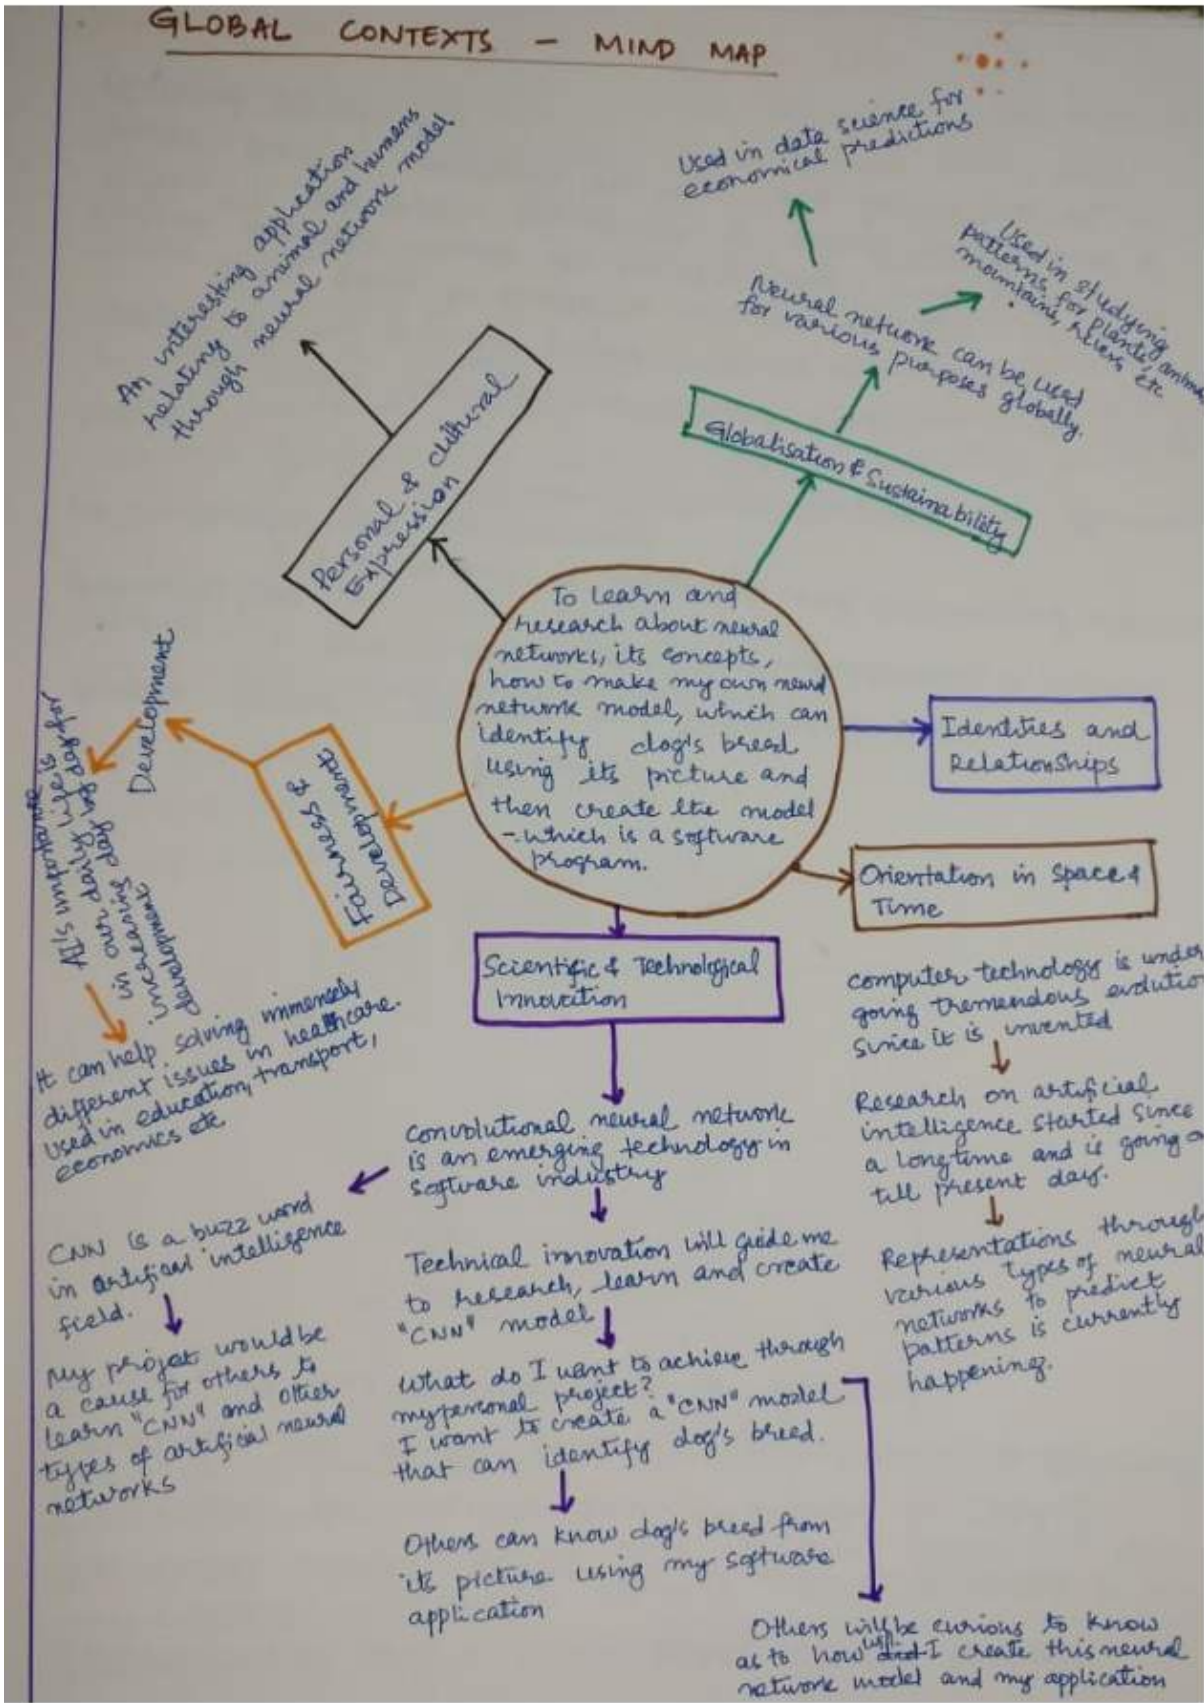 GLOBAL CONTEXTS - MIND MAP
An interesting application
relating to animal and humans
through neural network model
Personal & cultural
Expression
Used in data science for
economical predictions
Used in studying
patterns, for plants, animals
mountains, rivers etc
Neural network can be used
for various purposes globally.
Globalisation & Sustainability
To learn and
research about neural
networks, its concepts,
how to make my own neural
network model, which can
identify dog's breed
using its picture and
then create the model
- which is a software
program.
Identities and
Relationships
Orientation in space &
Time
computer technology is under
going tremendous evolution
since it is invented
Research on artificial
intelligence started since
a longtime and is going on
till present day.
Representations through
various types of neural
networks to predict
patterns is currently
happening.
Fairness &
Development
Development
AI's importance
in our daily life is
increasing day by day for
development
It can help solving immensely
different issues in healthcare.
used in education, transport,
economics etc
Scientific & Technological
Innovation
convolutional neural network
is an emerging technology in
software industry
CNN is a buzz word
in artifical intelligence
field.
My projet would be
a cause for others to
learn "CNN" and other
types of artifical neural
networks
Technical innovation will guide me
to research, learn and create
"CNN" model
What do I want to achieve through
my personal project?
I want to create a "CNN" model
that can identify dog's breed.
Others can know dog's breed from
its picture using my software
application
Others will be curious to know
as to how will I create this neural
network model and my application